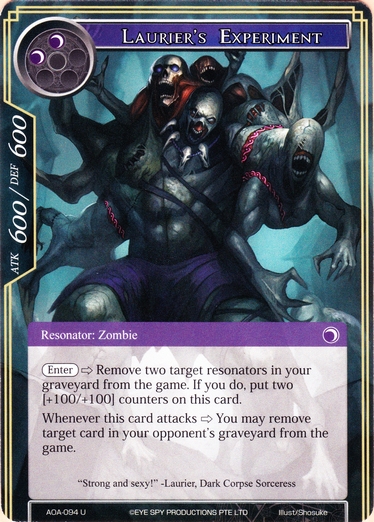 LAURIER'S EXPERIMENT
ATK 600 / DEF 600
Resonator: Zombie
Enter ⇨ Remove two target resonators in your
graveyard from the game. If you do, put two
[+100/+100] counters on this card.
Whenever this card attacks ⇨ You may remove
target card in your opponent's graveyard from the
game.
"Strong and sexy!" -Laurier, Dark Corpse Sorceress
AOA-094 U ©EYE SPY PRODUCTIONS PTE LTD Illust/Shosuke